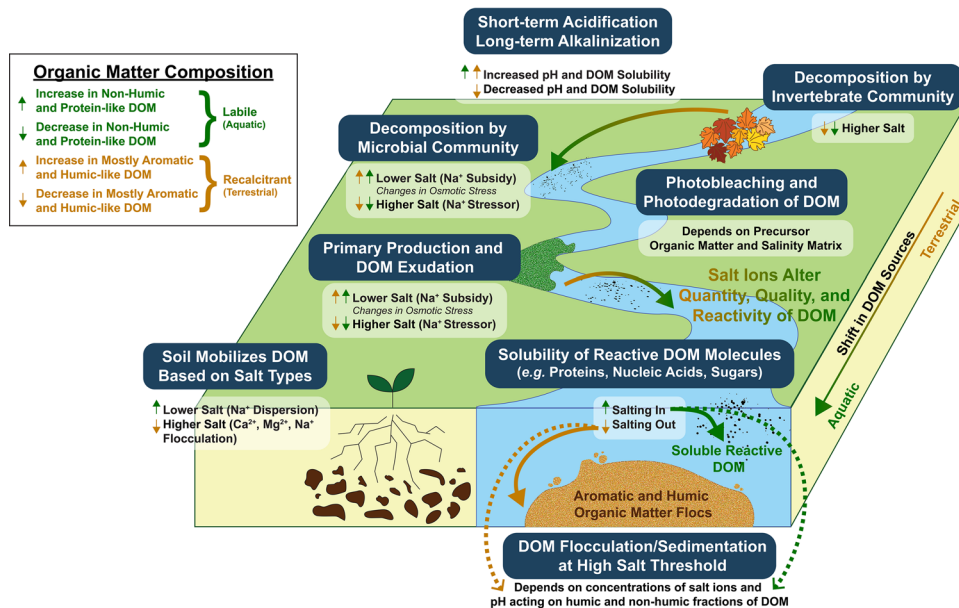 Short-term Acidification
Long-term Alkalinization
Increased pH and DOM Solubility
Decreased pH and DOM Solubility
Organic Matter Composition
Increase in Non-Humic
and Protein-like DOM
Decrease in Non-Humic
and Protein-like DOM
Labile
(Aquatic)
Increase in Mostly Aromatic
and Humic-like DOM
Decrease in Mostly Aromatic
and Humic-like DOM
Recalcitrant
(Terrestrial)
Decomposition by
Invertebrate Community
Higher Salt
Decomposition by
Microbial Community
Lower Salt (Na⁺ Subsidy)
Changes in Osmotic Stress
Higher Salt (Na⁺ Stressor)
Photobleaching and
Photodegradation of DOM
Depends on Precursor
Organic Matter and Salinity Matrix
Primary Production and
DOM Exudation
Lower Salt (Na⁺ Subsidy)
Changes in Osmotic Stress
Higher Salt (Na⁺ Stressor)
Salt Ions Alter
Quantity, Quality, and
Reactivity of DOM
Terrestrial
Shift in DOM Sources
Aquatic
Soil Mobilizes DOM
Based on Salt Types
Lower Salt (Na⁺ Dispersion)
Higher Salt (Ca²⁺, Mg²⁺, Na⁺
Flocculation)
Solubility of Reactive DOM Molecules
(e.g. Proteins, Nucleic Acids, Sugars)
Salting In
Salting Out
Soluble Reactive
DOM
Aromatic and Humic
Organic Matter Flocs
DOM Flocculation/Sedimentation
at High Salt Threshold
Depends on concentrations of salt ions and
pH acting on humic and non-humic fractions of DOM